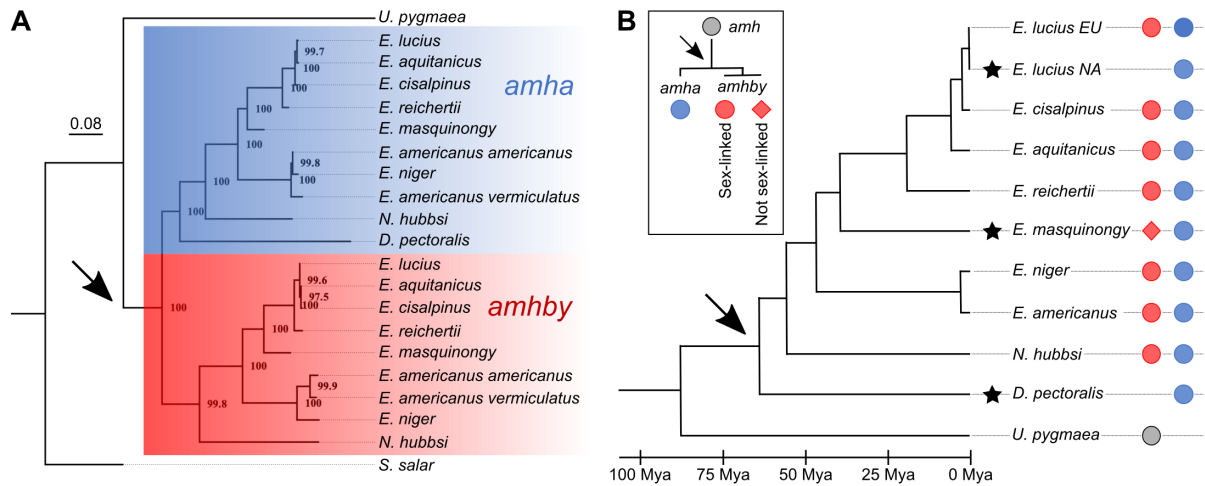 A
U. pygmaea
E. lucius
99.7
E. aquitanicus
100
E. cisalpinus
100
amha
E. reichertii
100
0.08
E. masquinongy
100
E. americanus americanus
99.8
E. niger
100
100
E. americanus vermiculatus
100
N. hubbsi
D. pectoralis
E. lucius
99.6
E. aquitanicus
97.5
100
E. cisalpinus
amhby
100
E. reichertii
100
E. masquinongy
100
E. americanus americanus
99.9
E. americanus vermiculatus
99.8
100
E. niger
N. hubbsi
S. salar
B
amh
amha
amhby
Sex-linked
Not sex-linked
E. lucius EU
E. lucius NA
E. cisalpinus
E. aquitanicus
E. reichertii
E. masquinongy
E. niger
E. americanus
N. hubbsi
D. pectoralis
U. pygmaea
100 Mya
75 Mya
50 Mya
25 Mya
0 Mya